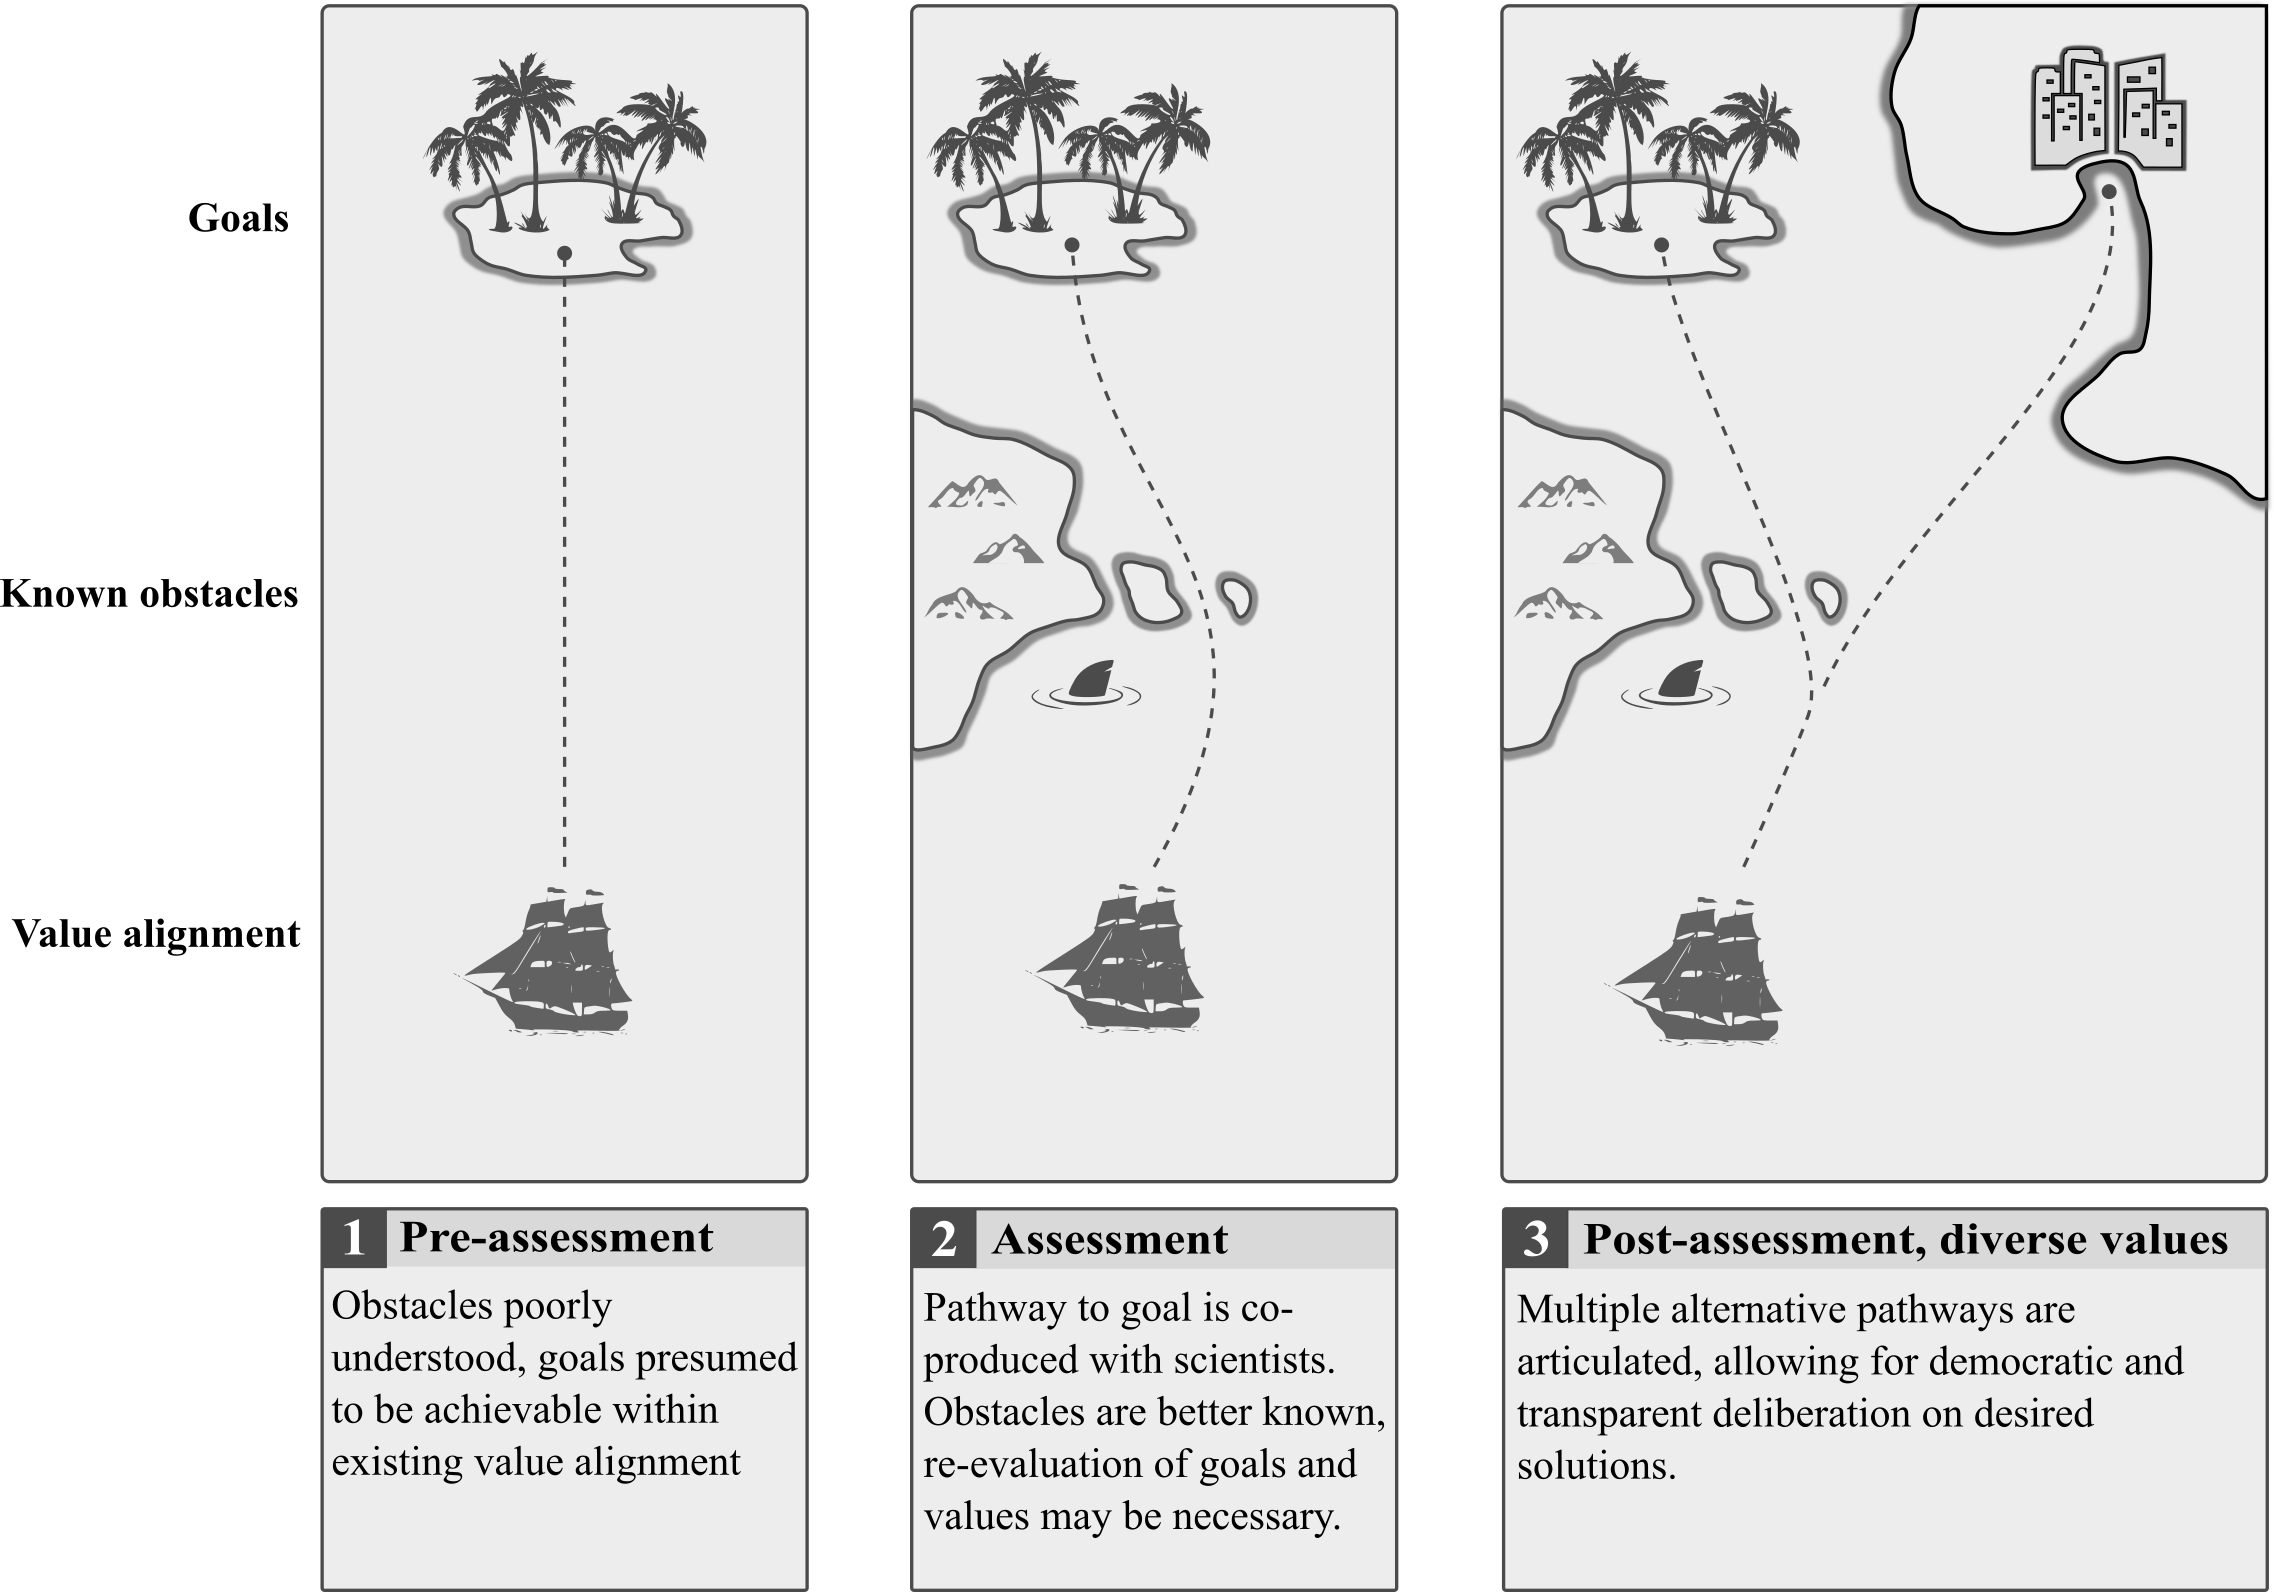 Goals
Known obstacles
Value alignment
1 Pre-assessment
Obstacles poorly
understood, goals presumed
to be achievable within
existing value alignment
2 Assessment
Pathway to goal is co-
produced with scientists.
Obstacles are better known,
re-evaluation of goals and
values may be necessary.
3 Post-assessment, diverse values
Multiple alternative pathways are
articulated, allowing for democratic and
transparent deliberation on desired
solutions.